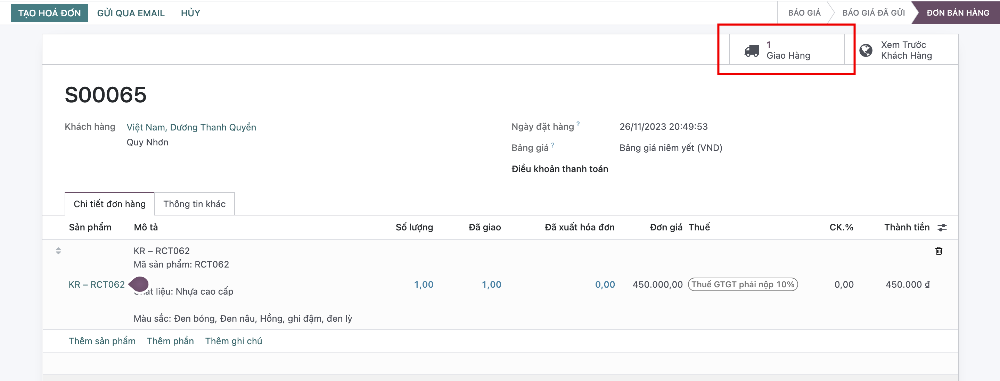 TẠO HOÁ ĐƠN GỬI QUA EMAIL HỦY BÁO GIÁ BÁO GIÁ ĐÃ GỬI ĐƠN BÁN HÀNG
1
Giao Hàng
Xem Trước
Khách Hàng
S00065
Khách hàng Việt Nam, Dương Thanh Quyền
Quy Nhơn
Ngày đặt hàng ? 26/11/2023 20:49:53
Bảng giá ? Bảng giá niêm yết (VND)
Điều khoản thanh toán
Chi tiết đơn hàng Thông tin khác
Sản phẩm Mô tả Số lượng Đã giao Đã xuất hóa đơn Đơn giá Thuế CK.% Thành tiền
KR – RCT062
Mã sản phẩm: RCT062
KR – RCT062 1,00 1,00 0,00 450.000,00 Thuế GTGT phải nộp 10% 0,00 450.000 ₫
liệu: Nhựa cao cấp
Màu sắc: Đen bóng, Đen nâu, Hồng, ghi đậm, đen lỳ
Thêm sản phẩm Thêm phần Thêm ghi chú